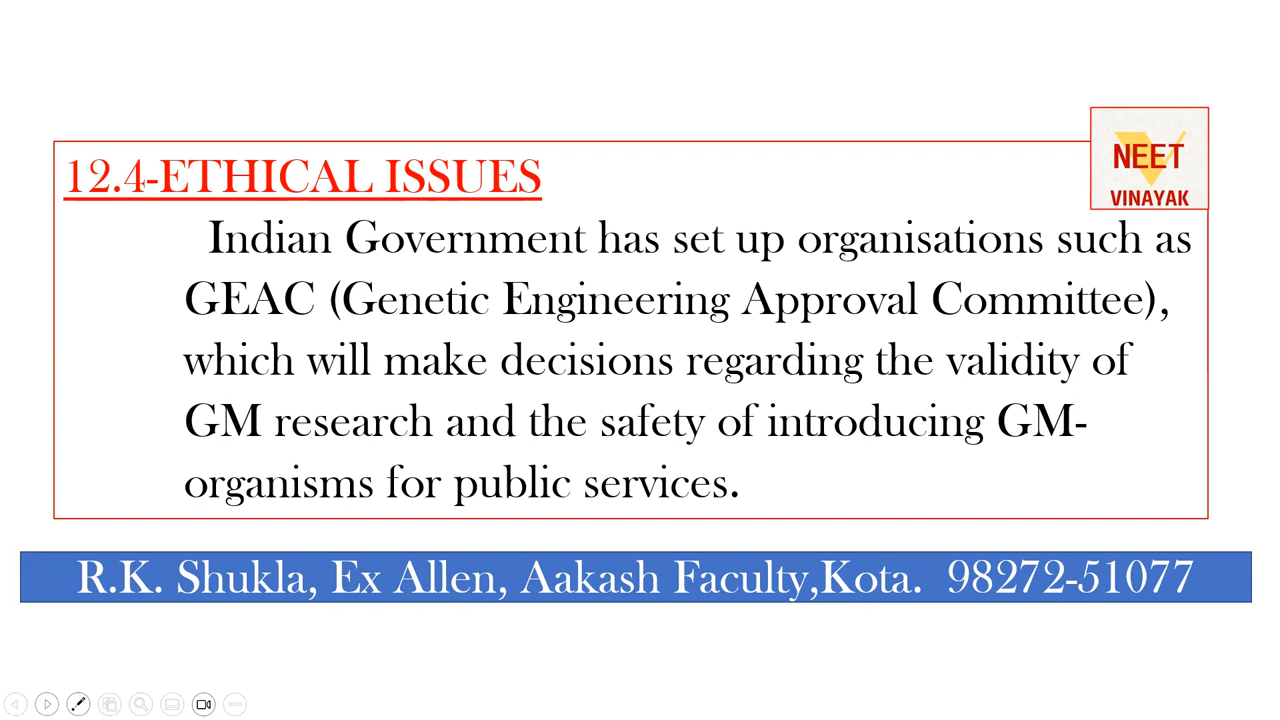 NEET
VINAYAK
12.4-ETHICAL ISSUES
Indian Government has set up organisations such as
GEAC (Genetic Engineering Approval Committee),
which will make decisions regarding the validity of
GM research and the safety of introducing GM-
organisms for public services.
R.K. Shukla, Ex Allen, Aakash Faculty,Kota. 98272-51077